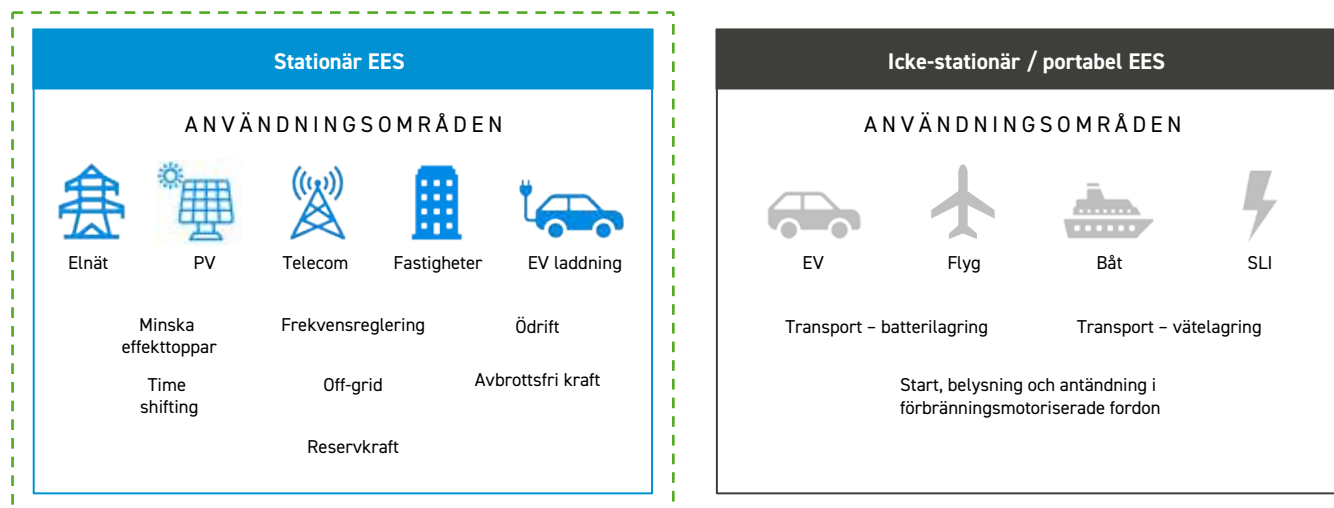 Stationär EES
ANVÄNDNINGSOMRÅDEN
Elnät
PV
Telecom
Fastigheter
EV laddning
Minska
effekttoppar
Frekvensreglering
Ödrift
Time
shifting
Off-grid
Avbrottsfri kraft
Reservkraft
Icke-stationär / portabel EES
ANVÄNDNINGSOMRÅDEN
EV
Flyg
Båt
SLI
Transport – batterilagring
Transport – vätelagring
Start, belysning och antändning i
förbränningsmotoriserade fordon